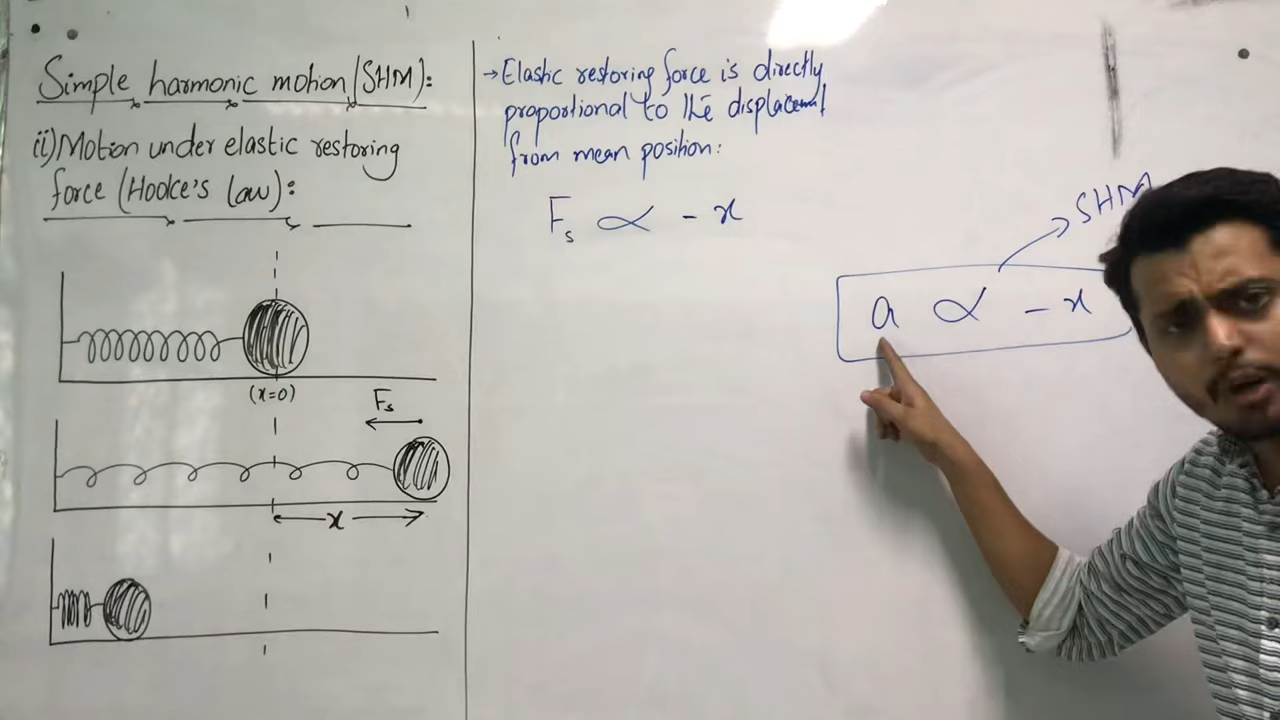 Simple harmonic motion (SHM):
ii) Motion under elastic restoring
force (Hooke's law):
(x=0)
Fs
x
→ Elastic restoring force is directly
proportional to the displacement
from mean position:
Fs ∝ - x
SHM
a ∝ - x